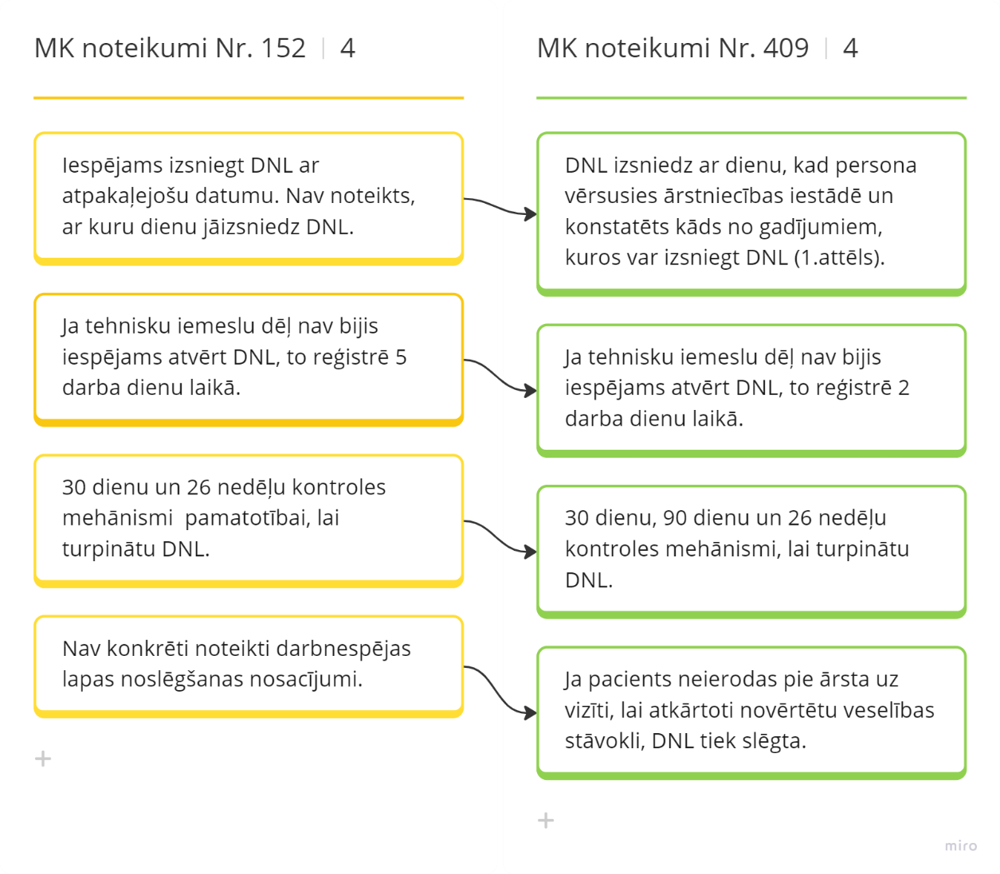 MK noteikumi Nr. 152 | 4
Iespējams izsniegt DNL ar
atpakaļejošu datumu. Nav noteikts,
ar kuru dienu jāizsniedz DNL.
Ja tehnisku iemeslu dēļ nav bijis
iespējams atvērt DNL, to reģistrē 5
darba dienu laikā.
30 dienu un 26 nedēļu kontroles
mehānismi  pamatotībai, lai
turpinātu DNL.
Nav konkrēti noteikti darbnespējas
lapas noslēgšanas nosacījumi.
+
MK noteikumi Nr. 409 | 4
DNL izsniedz ar dienu, kad persona
vērsusies ārstniecības iestādē un
konstatēts kāds no gadījumiem,
kuros var izsniegt DNL (1.attēls).
Ja tehnisku iemeslu dēļ nav bijis
iespējams atvērt DNL, to reģistrē 2
darba dienu laikā.
30 dienu, 90 dienu un 26 nedēļu
kontroles mehānismi, lai turpinātu
DNL.
Ja pacients neierodas pie ārsta uz
vizīti, lai atkārtoti novērtētu veselības
stāvokli, DNL tiek slēgta.
+
miro